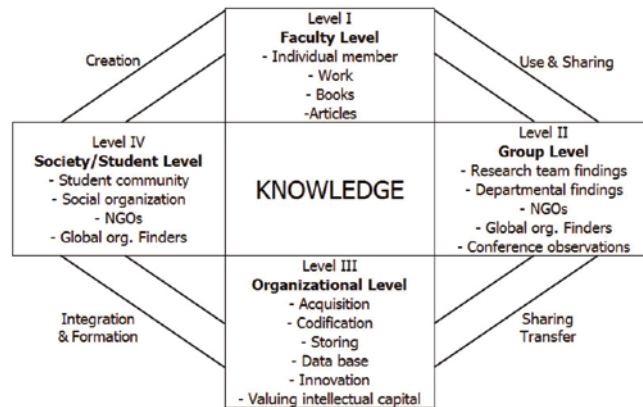 Level I
Faculty Level
- Individual member
- Work
- Books
-Articles
Creation
Use & Sharing
Level IV
Society/Student Level
- Student community
- Social organization
- NGOs
- Global org. Finders
KNOWLEDGE
Level II
Group Level
- Research team findings
- Departmental findings
- NGOs
- Global org. Finders
- Conference observations
Level III
Organizational Level
- Acquisition
- Codification
- Storing
- Data base
- Innovation
- Valuing intellectual capital
Integration
& Formation
Sharing
Transfer